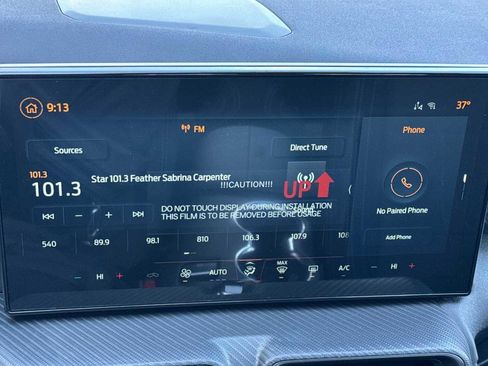 9:13
37°
FM
Phone
Sources
Direct Tune
101.3
101.3
Star 101.3 Feather Sabrina Carpenter
!!!CAUTION!!!
UP
DO NOT TOUCH DISPLAY DURING INSTALLATION
THIS FILM IS TO BE REMOVED BEFORE USAGE
No Paired Phone
Add Phone
540 89.9 98.1 810 106.3 107.9 108
− HI + AUTO MAX A/C − HI +